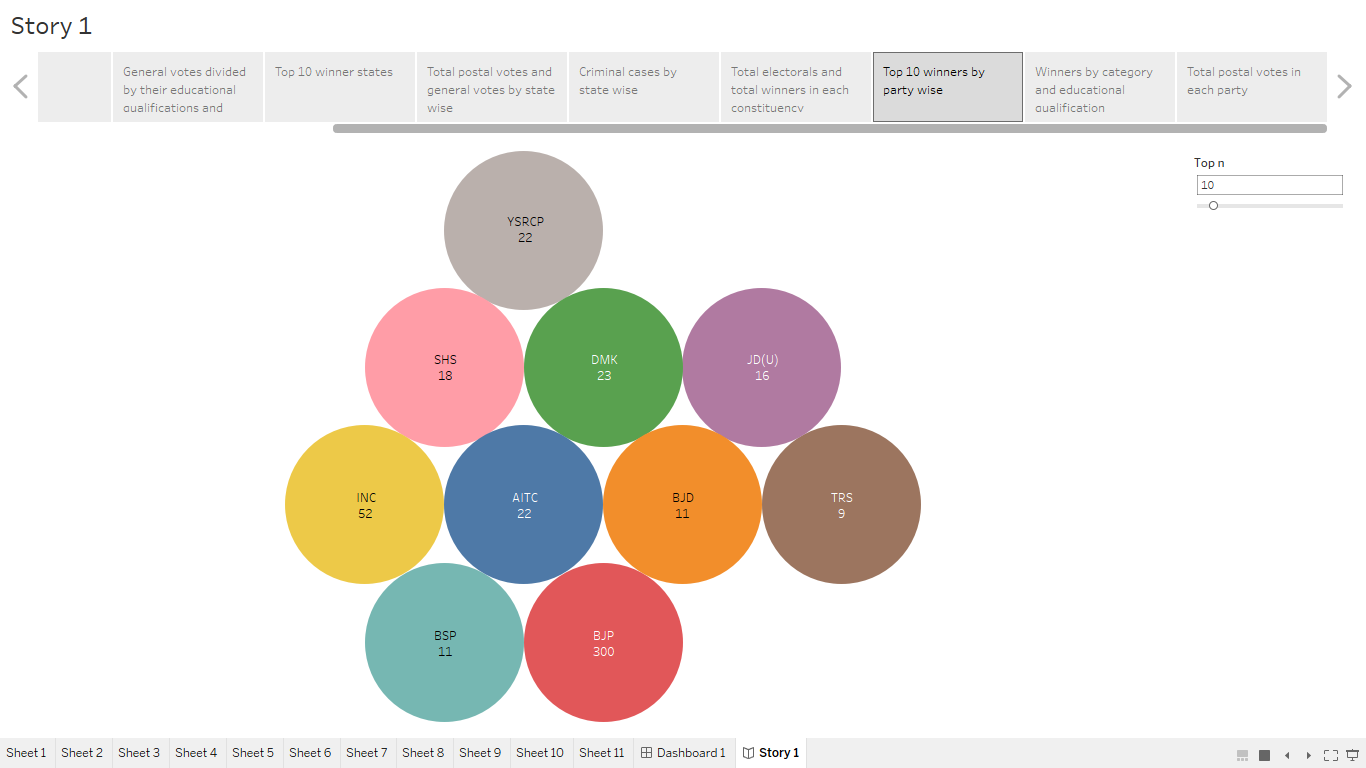 Story 1
General votes divided
by their educational
qualifications and
Top 10 winner states
Total postal votes and
general votes by state
wise
Criminal cases by
state wise
Total electorals and
total winners in each
constituency
Top 10 winners by
party wise
Winners by category
and educational
qualification
Total postal votes in
each party
Top n
10
YSRCP
22
SHS
18
DMK
23
JD(U)
16
INC
52
AITC
22
BJD
11
TRS
9
BSP
11
BJP
300
Sheet 1
Sheet 2
Sheet 3
Sheet 4
Sheet 5
Sheet 6
Sheet 7
Sheet 8
Sheet 9
Sheet 10
Sheet 11
Dashboard 1
Story 1